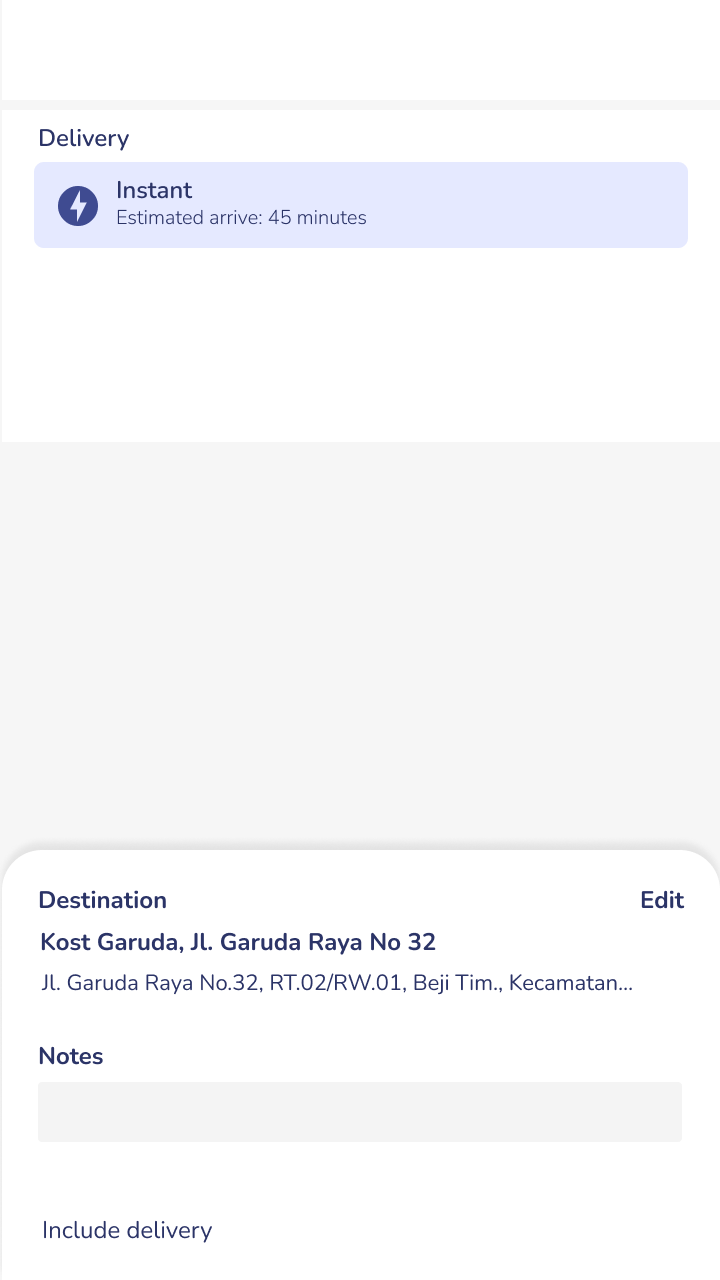 Delivery
Instant
Estimated arrive: 45 minutes
Destination
Edit
Kost Garuda, Jl. Garuda Raya No 32
Jl. Garuda Raya No.32, RT.02/RW.01, Beji Tim., Kecamatan...
Notes
Include delivery